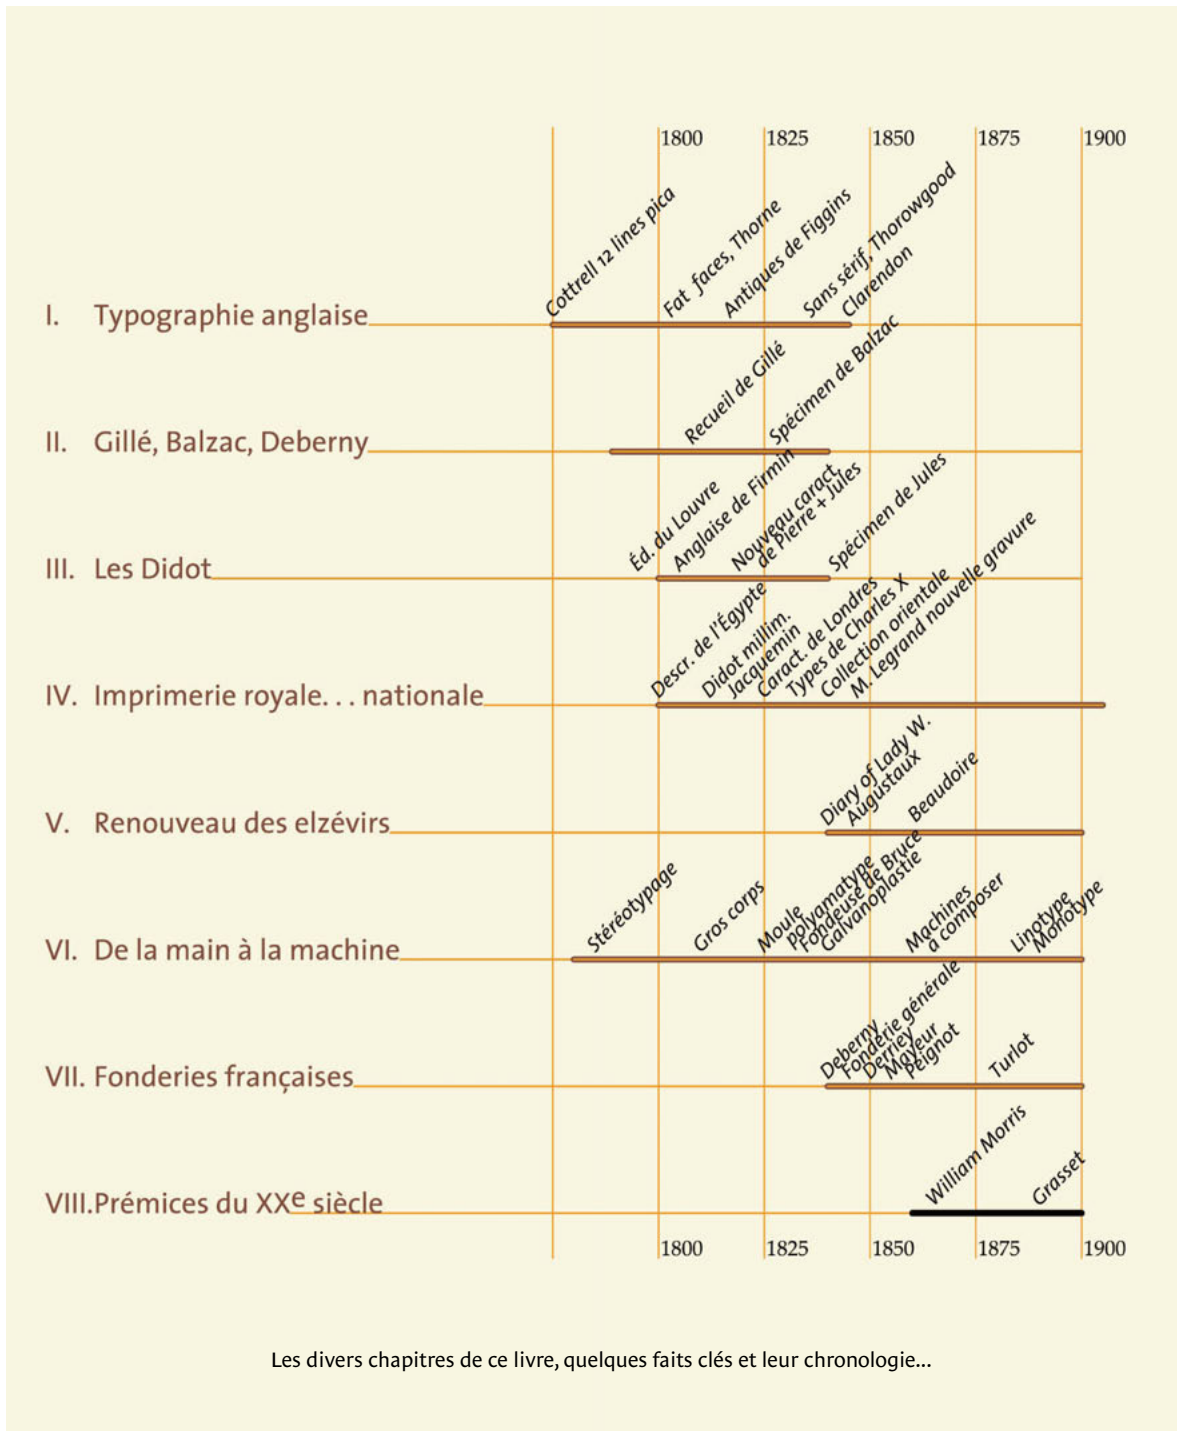 1800 1825 1850 1875 1900
Cottrell 12 lines pica
Fat faces, Thorne
Antiques de Figgins
Sans sérif, Thorowgood
Clarendon
I. Typographie anglaise
Recueil de Gillé
Spécimen de Balzac
II. Gillé, Balzac, Deberny
Éd. du Louvre
Anglaise de Firmin
Nouveau caract.
de Pierre + Jules
Spécimen de Jules
III. Les Didot
Descr. de l'Égypte
Didot millim.
Jacquemin
Caract. de Londres
Types de Charles X
Collection orientale
M. Legrand nouvelle gravure
IV. Imprimerie royale. . . nationale
Diary of Lady W.
Augustaux
Beaudoire
V. Renouveau des elzévirs
Stéréotypage
Gros corps
Moule
polyamatype
Fondeuse de Bruce
Galvanoplastie
Machines
à composer
Linotype
Monotype
VI. De la main à la machine
Deberny
Fonderie générale
Derriey
Mayeur
Peignot
Turlot
VII. Fonderies françaises
William Morris
Grasset
VIII. Prémices du XXe siècle
1800 1825 1850 1875 1900
Les divers chapitres de ce livre, quelques faits clés et leur chronologie...